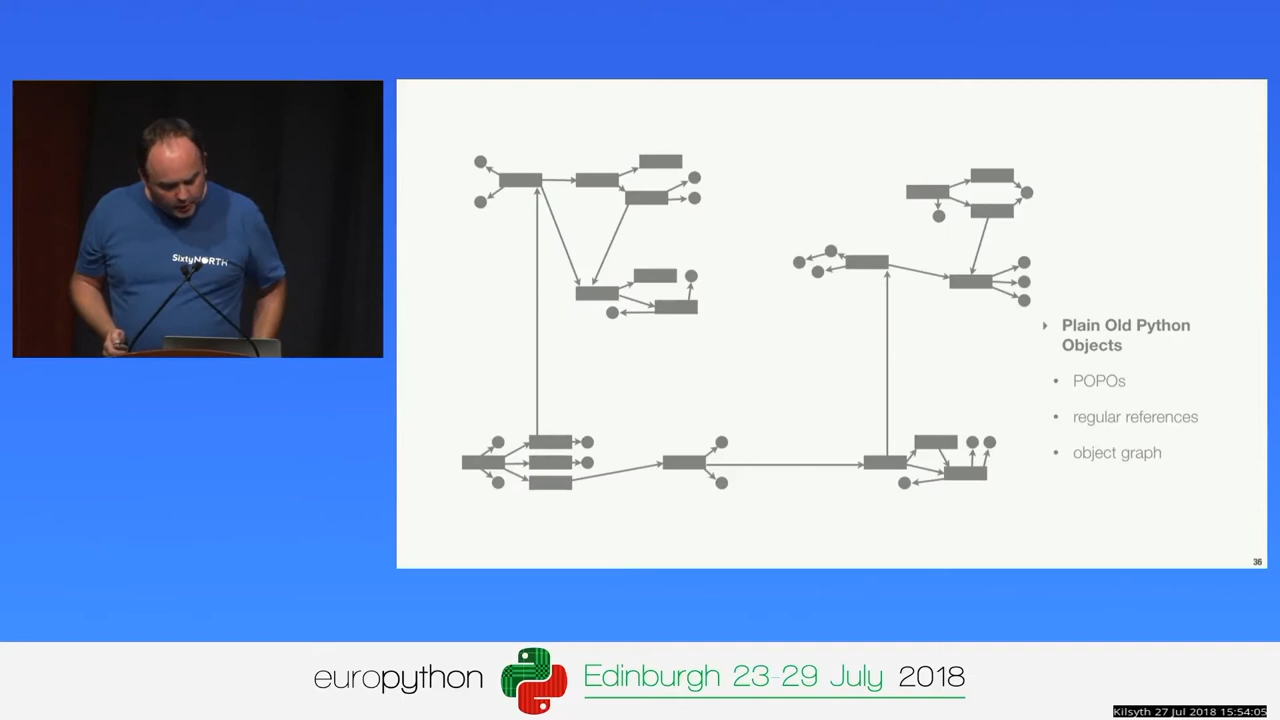 SixtyNORTH
Plain Old Python
Objects
POPOs
regular references
object graph
36
europython
Edinburgh 23-29 July 2018
Kilsyth 27 Jul 2018 15:54:05